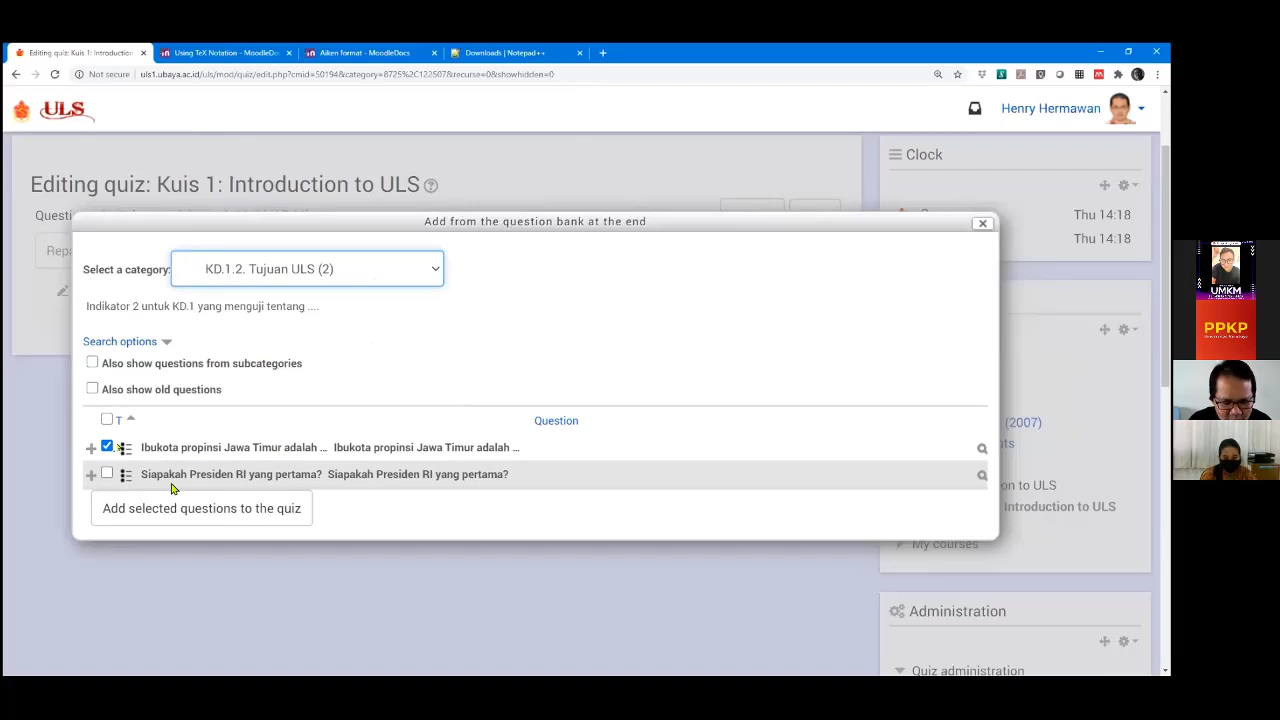 Editing quiz: Kuis 1: Introductio
Using TeX Notation - MoodleDo
Aiken format - MoodleDocs
Downloads | Notepad++
Not secure
uls1.ubaya.ac.id/uls/mod/quiz/edit.php?cmid=50194&category=8725%2C122507&recurse=0&showhidden=0
ULS
Henry Hermawan
Editing quiz: Kuis 1: Introduction to ULS
Clock
Add from the question bank at the end
Thu 14:18
Thu 14:18
Select a category:
KD.1.2. Tujuan ULS (2)
Indikator 2 untuk KD.1 yang menguji tentang ....
Search options
Also show questions from subcategories
Also show old questions
T
Question
Ibukota propinsi Jawa Timur adalah ... Ibukota propinsi Jawa Timur adalah ...
Siapakah Presiden RI yang pertama? Siapakah Presiden RI yang pertama?
Add selected questions to the quiz
(2007)
nts
on to ULS
Introduction to ULS
My courses
Administration
Quiz administration
UMKM
PPKP